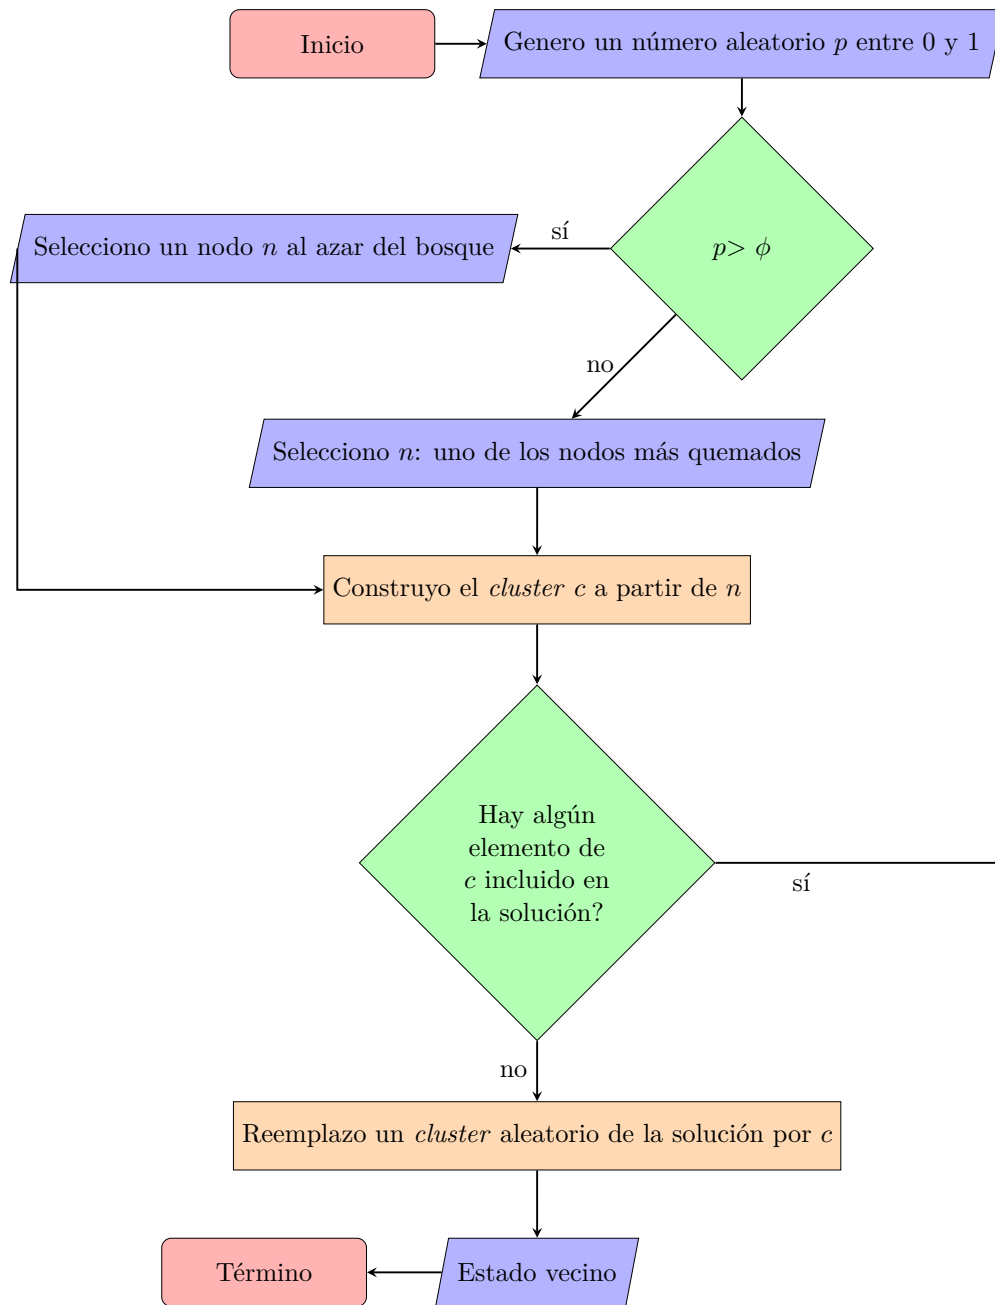 Inicio
Genero un número aleatorio p entre 0 y 1
p> ϕ
sí
Selecciono un nodo n al azar del bosque
no
Selecciono n: uno de los nodos más quemados
Construyo el cluster c a partir de n
Hay algún
elemento de
c incluido en
la solución?
sí
no
Reemplazo un cluster aleatorio de la solución por c
Estado vecino
Término